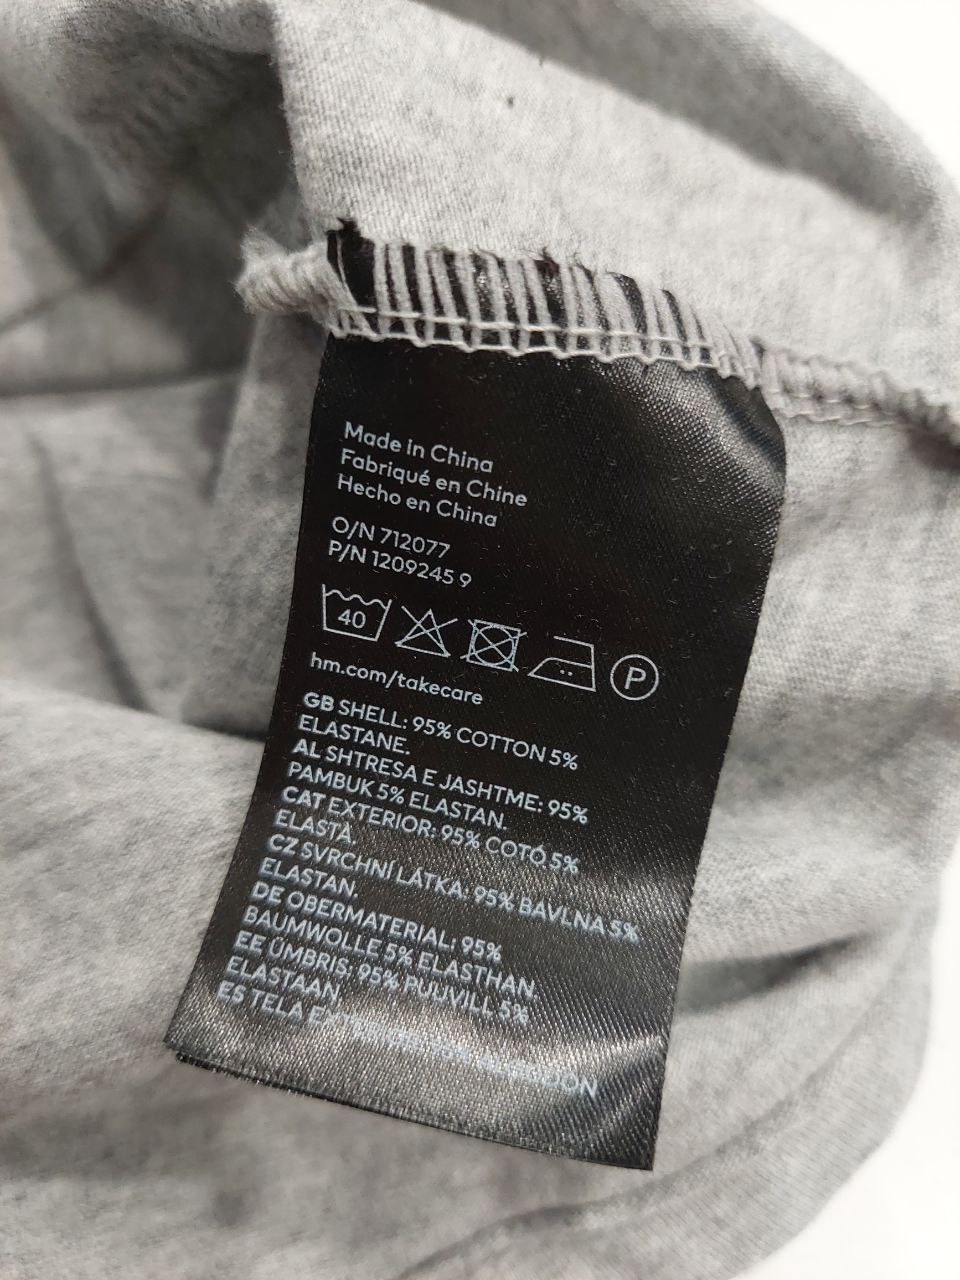 Made in China
Fabriqué en Chine
Hecho en China
O/N 712077
P/N 1209245 9
40
P
hm.com/takecare
GB SHELL: 95% COTTON 5%
ELASTANE.
AL SHTRESA E JASHTME: 95%
PAMBUK 5% ELASTAN.
CAT EXTERIOR: 95% COTÓ 5%
ELASTÀ.
CZ SVRCHNÍ LÁTKA: 95% BAVLNA 5%
ELASTAN.
DE OBERMATERIAL: 95%
BAUMWOLLE 5% ELASTHAN.
EE ÜMBRIS: 95% PUUVILL 5%
ELASTAAN
ES TELA